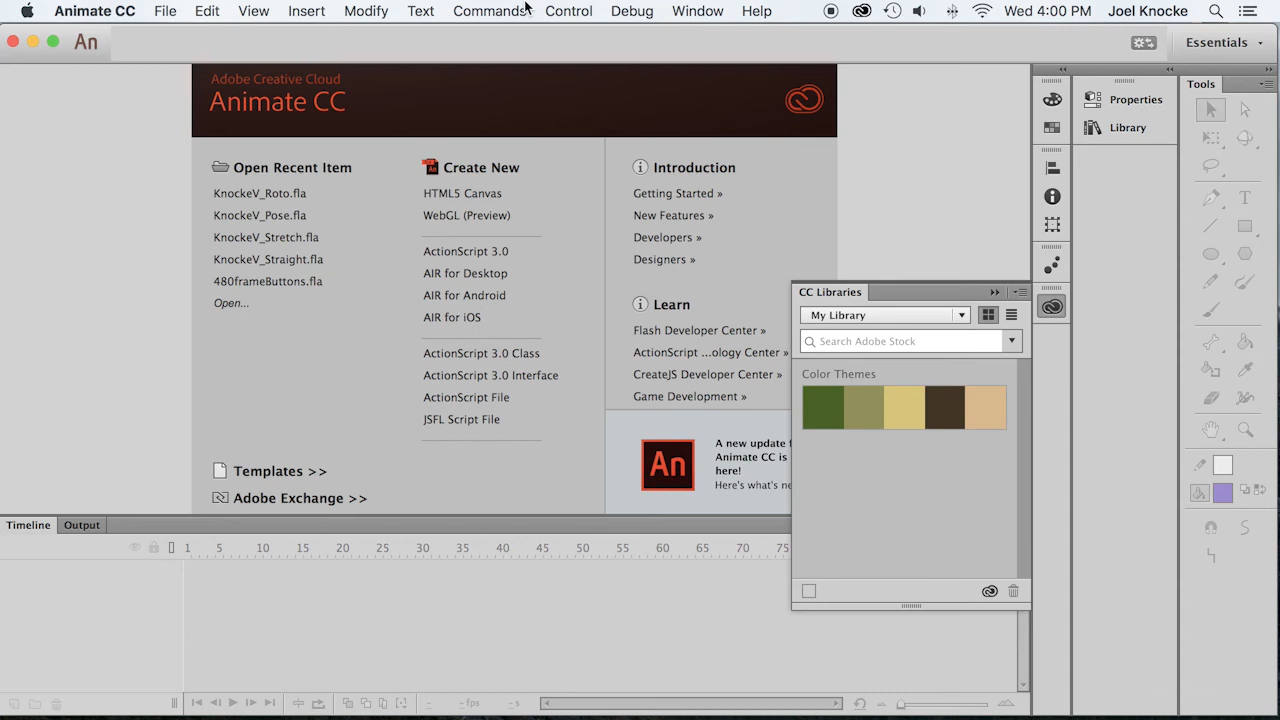 Animate CC File Edit View Insert Modify Text Commands Control Debug Window Help Wed 4:00 PM Joel Knocke
An Essentials
Adobe Creative Cloud
Animate CC
Open Recent Item
KnockeV_Roto.fla
KnockeV_Pose.fla
KnockeV_Stretch.fla
KnockeV_Straight.fla
480frameButtons.fla
Open...
Templates >>
Adobe Exchange >>
Create New
HTML5 Canvas
WebGL (Preview)
ActionScript 3.0
AIR for Desktop
AIR for Android
AIR for iOS
ActionScript 3.0 Class
ActionScript 3.0 Interface
ActionScript File
JSFL Script File
Introduction
Getting Started »
New Features »
Developers »
Designers »
Learn
Flash Developer Center »
ActionScript ...ology Center »
CreateJS Developer Center »
Game Development »
An
A new update f
Animate CC is
here!
Here's what's ne
CC Libraries
My Library
Search Adobe Stock
Color Themes
Properties
Library
Tools
Timeline Output
1 5 10 15 20 25 30 35 40 45 50 55 60 65 70 75
- - fps - s